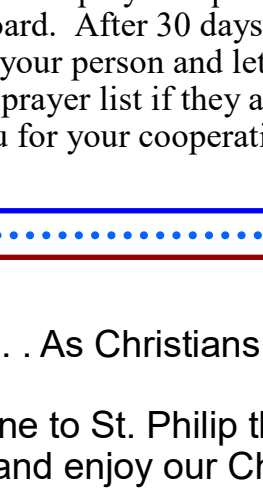 oard. After 30 days
your person and let
prayer list if they a
u for your cooperati
. . As Christians
ne to St. Philip th
and enjoy our Ch